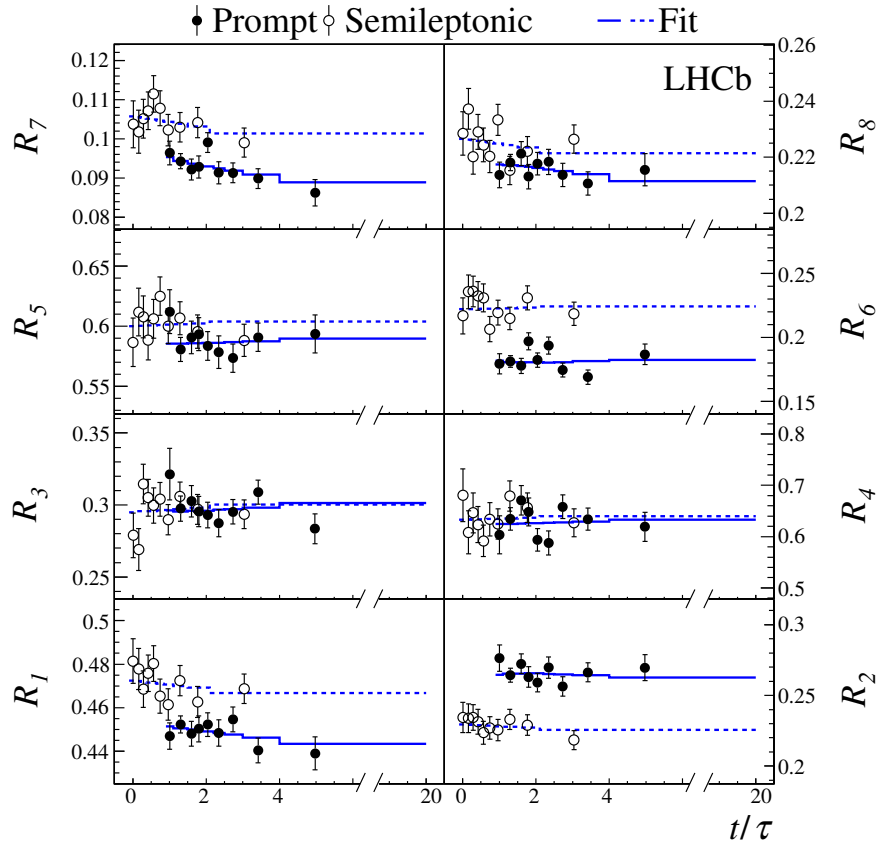 Prompt Semileptonic Fit
LHCb
R7 0.12 0.11 0.1 0.09 0.08
0.26 0.24 0.22 0.2 R8
R5 0.65 0.6 0.55
0.25 0.2 0.15 R6
R3 0.35 0.3 0.25
0.8 0.7 0.6 0.5 R4
R1 0.5 0.48 0.46 0.44
0.3 0.25 0.2 R2
0 2 4 20 0 2 4 20
t/τ